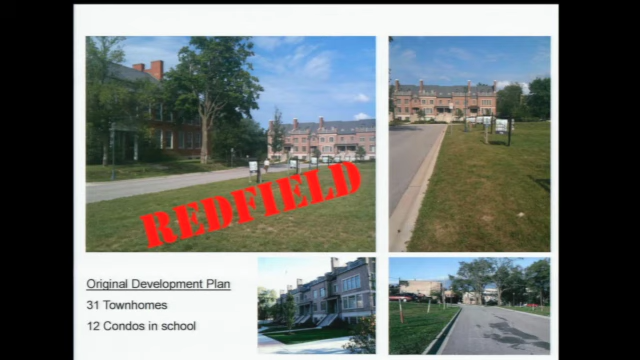 REDFIELD
Original Development Plan
31 Townhomes
12 Condos in school